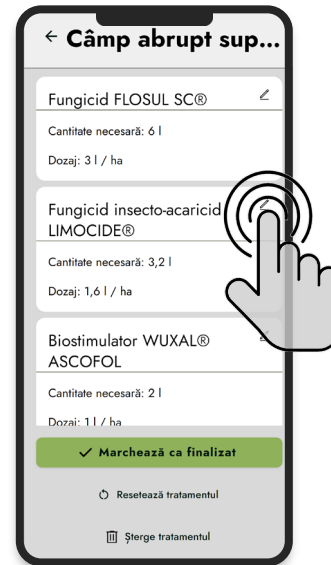 ← Câmp abrupt sup...
Fungicid FLOSUL SC®
Cantitate necesară: 6 l
Dozaj: 3 l / ha
Fungicid insecto-acaricid
LIMOCIDE®
Cantitate necesară: 3,2 l
Dozaj: 1,6 l / ha
Biostimulator WUXAL®
ASCOFOL
Cantitate necesară: 2 l
Dozaj: 1 l / ha
✓ Marchează ca finalizat
Resetează tratamentul
Șterge tratamentul